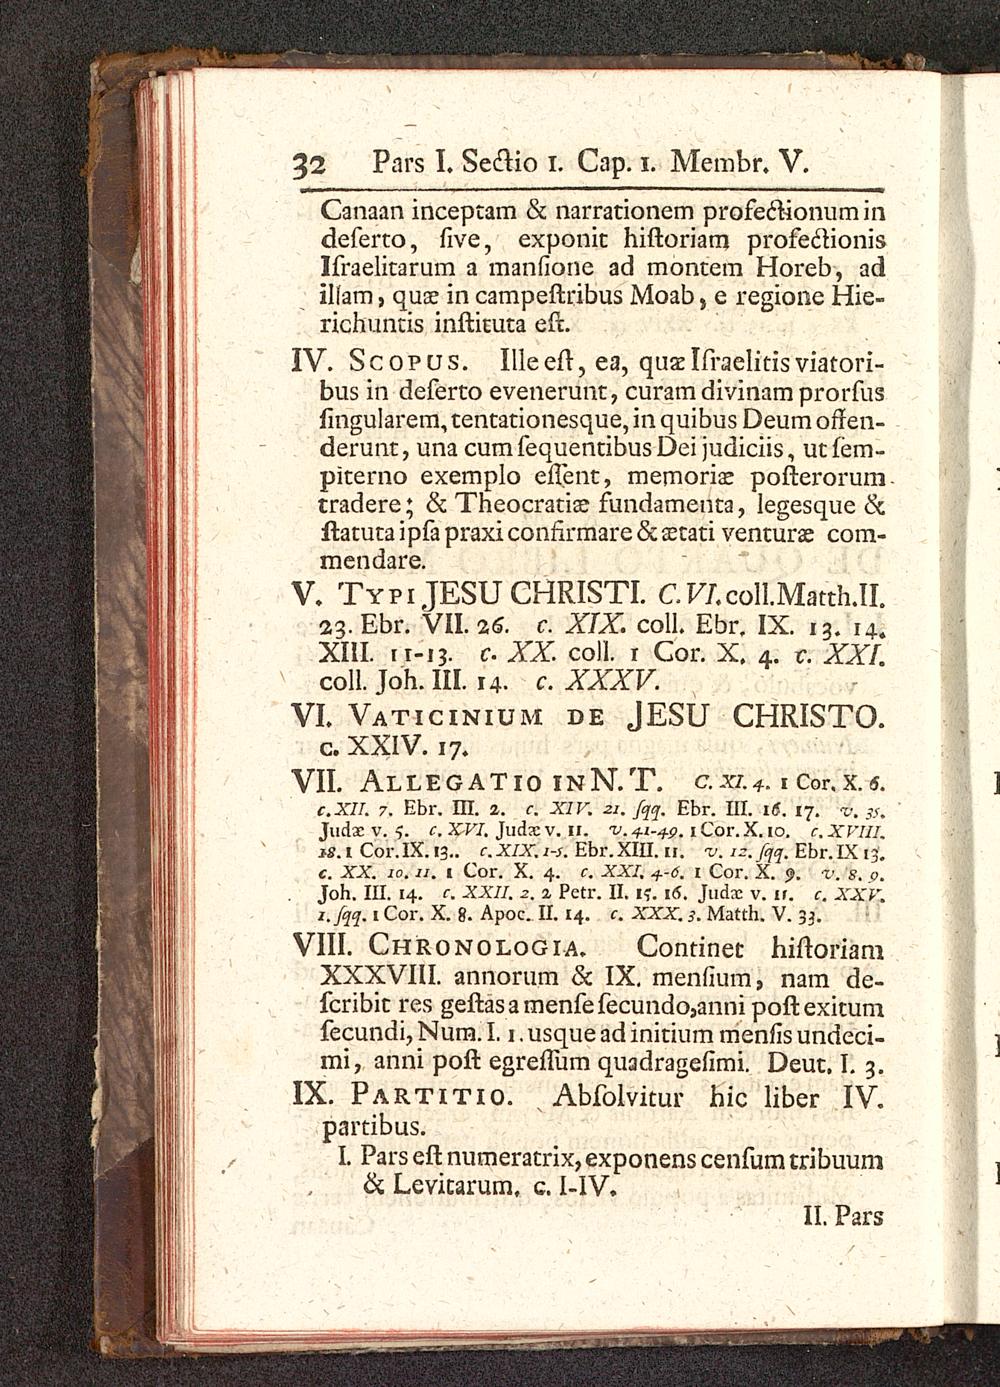 32 Pars I. Sectio 1. Cap. 1. Membr. V.
Canaan inceptam & narrationem profectionum in
deſerto, ſive, exponit hiſtoriam profectionis
Iſraelitarum a manſione ad montem Horeb, ad
illam, quæ in campeſtribus Moab, e regione Hie-
richuntis inſtituta eſt.
IV. SCOPUS. Ille eſt, ea, quæ Iſraelitis viatori-
bus in deſerto evenerunt, curam divinam prorſus
ſingularem, tentationesque, in quibus Deum offen-
derunt, una cum ſequentibus Dei judiciis, ut ſem-
piterno exemplo eſſent, memoriæ poſterorum
tradere; & Theocratiæ fundamenta, legesque &
ſtatuta ipſa praxi confirmare & ætati venturæ com-
mendare.
V. TYPI JESU CHRISTI. C. VI. coll. Matth. II.
23. Ebr. VII. 26. c. XIX. coll. Ebr. IX. 13. 14.
XIII. 11-13. c. XX. coll. 1 Cor. X. 4. c. XXI.
coll. Joh. III. 14. c. XXXV.
VI. VATICINIUM DE JESU CHRISTO.
c. XXIV. 17.
VII. ALLEGATIO IN N. T. C. XI. 4. 1 Cor. X. 6.
c. XII. 7. Ebr. III. 2. c. XIV. 21. ſqq. Ebr. III. 16. 17. v. 35.
Judæ v. 5. c. XVI. Judæ v. 11. v. 41-49. 1 Cor. X. 10. c. XVIII.
18. 1 Cor. IX. 13.. c. XIX. 1-5. Ebr. XIII. 11. v. 12. ſqq. Ebr. IX 13.
c. XX. 10. 11. 1 Cor. X. 4. c. XXI. 4-6. 1 Cor. X. 9. v. 8. 9.
Joh. III. 14. c. XXII. 2. 2 Petr. II. 15. 16. Judæ v. 11. c. XXV.
1. ſqq. 1 Cor. X. 8. Apoc. II. 14. c. XXX. 3. Matth. V. 33.
VIII. CHRONOLOGIA. Continet hiſtoriam
XXXVIII. annorum & IX. menſium, nam de-
ſcribit res geſtas a menſe ſecundo, anni poſt exitum
ſecundi, Num. I. 1. usque ad initium menſis undeci-
mi, anni poſt egreſſum quadrageſimi. Deut. I. 3.
IX. PARTITIO. Abſolvitur hic liber IV.
partibus.
I. Pars eſt numeratrix, exponens cenſum tribuum
& Levitarum. c. I-IV.
II. Pars